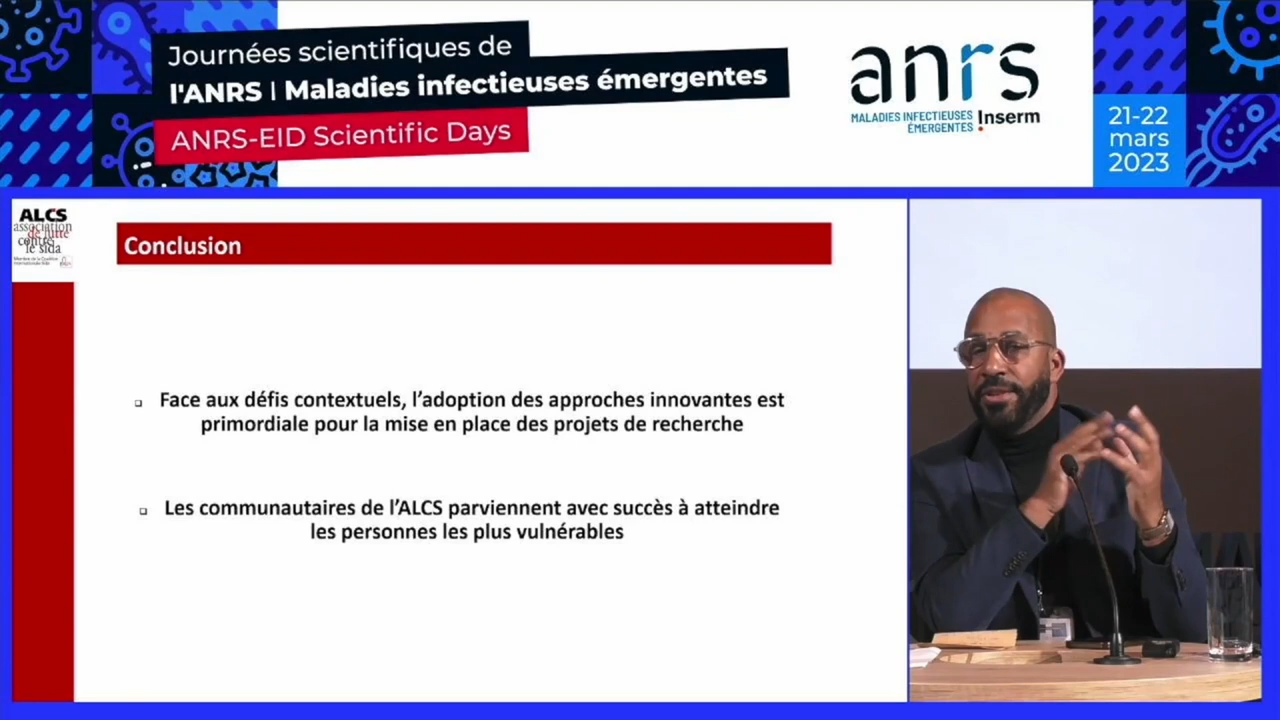 Journées scientifiques de
l'ANRS | Maladies infectieuses émergentes
ANRS-EID Scientific Days
anrs
MALADIES INFECTIEUSES
ÉMERGENTES
Inserm
21-22
mars
2023
ALCS
association
de lutte
contre
le sida
Conclusion
Face aux défis contextuels, l'adoption des approches innovantes est
primordiale pour la mise en place des projets de recherche
Les communautaires de l'ALCS parviennent avec succès à atteindre
les personnes les plus vulnérables